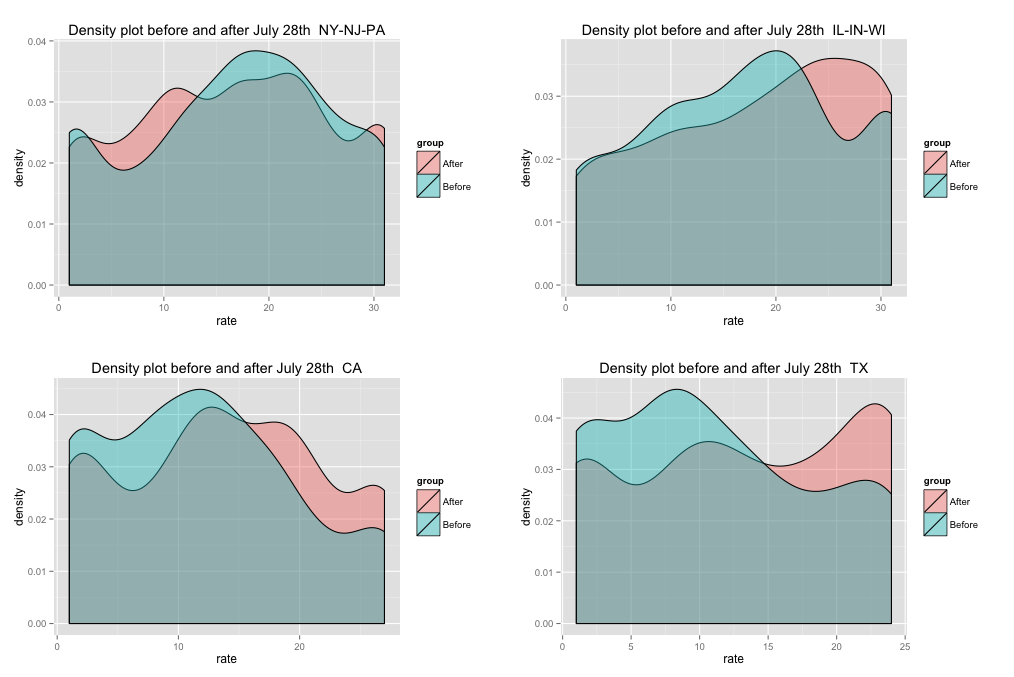 Density plot before and after July 28th  NY-NJ-PA
0.04
0.03
0.02
0.01
0.00
density
0
10
20
30
rate
group
After
Before
Density plot before and after July 28th  IL-IN-WI
0.03
0.02
0.01
0.00
density
0
10
20
30
rate
group
After
Before
Density plot before and after July 28th  CA
0.04
0.03
0.02
0.01
0.00
density
0
10
20
rate
group
After
Before
Density plot before and after July 28th  TX
0.04
0.03
0.02
0.01
0.00
density
0
5
10
15
20
25
rate
group
After
Before